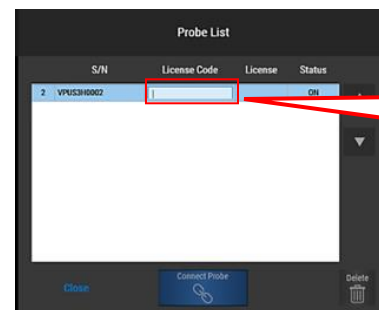 Probe List
S/N License Code License Status
2 VPUS3H0002 ON
Close
Connect Probe
Delete